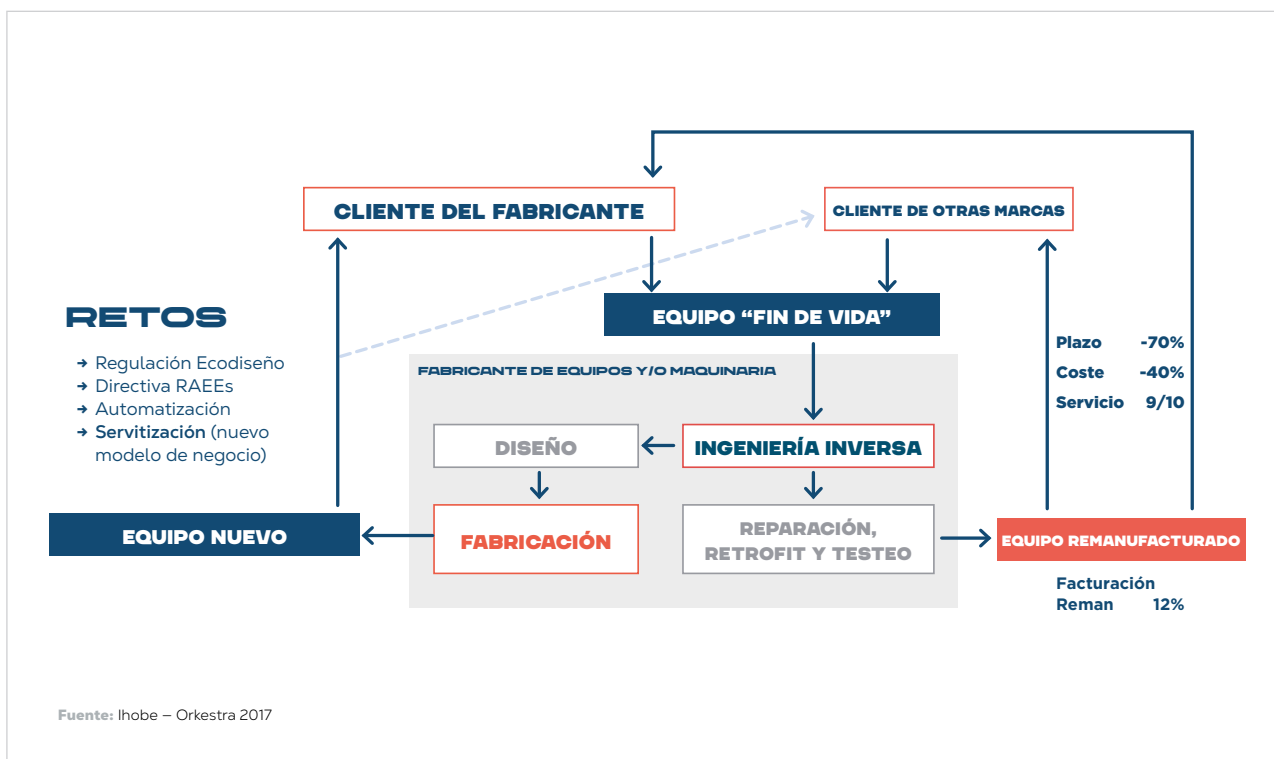 CLIENTE DEL FABRICANTE
CLIENTE DE OTRAS MARCAS
RETOS
→ Regulación Ecodiseño
→ Directiva RAEEs
→ Automatización
→ Servitización (nuevo
modelo de negocio)
EQUIPO “FIN DE VIDA”
FABRICANTE DE EQUIPOS Y/O MAQUINARIA
Plazo -70%
Coste -40%
Servicio 9/10
DISEÑO
INGENIERÍA INVERSA
EQUIPO NUEVO
FABRICACIÓN
REPARACIÓN,
RETROFIT Y TESTEO
EQUIPO REMANUFACTURADO
Facturación
Reman 12%
Fuente: Ihobe – Orkestra 2017